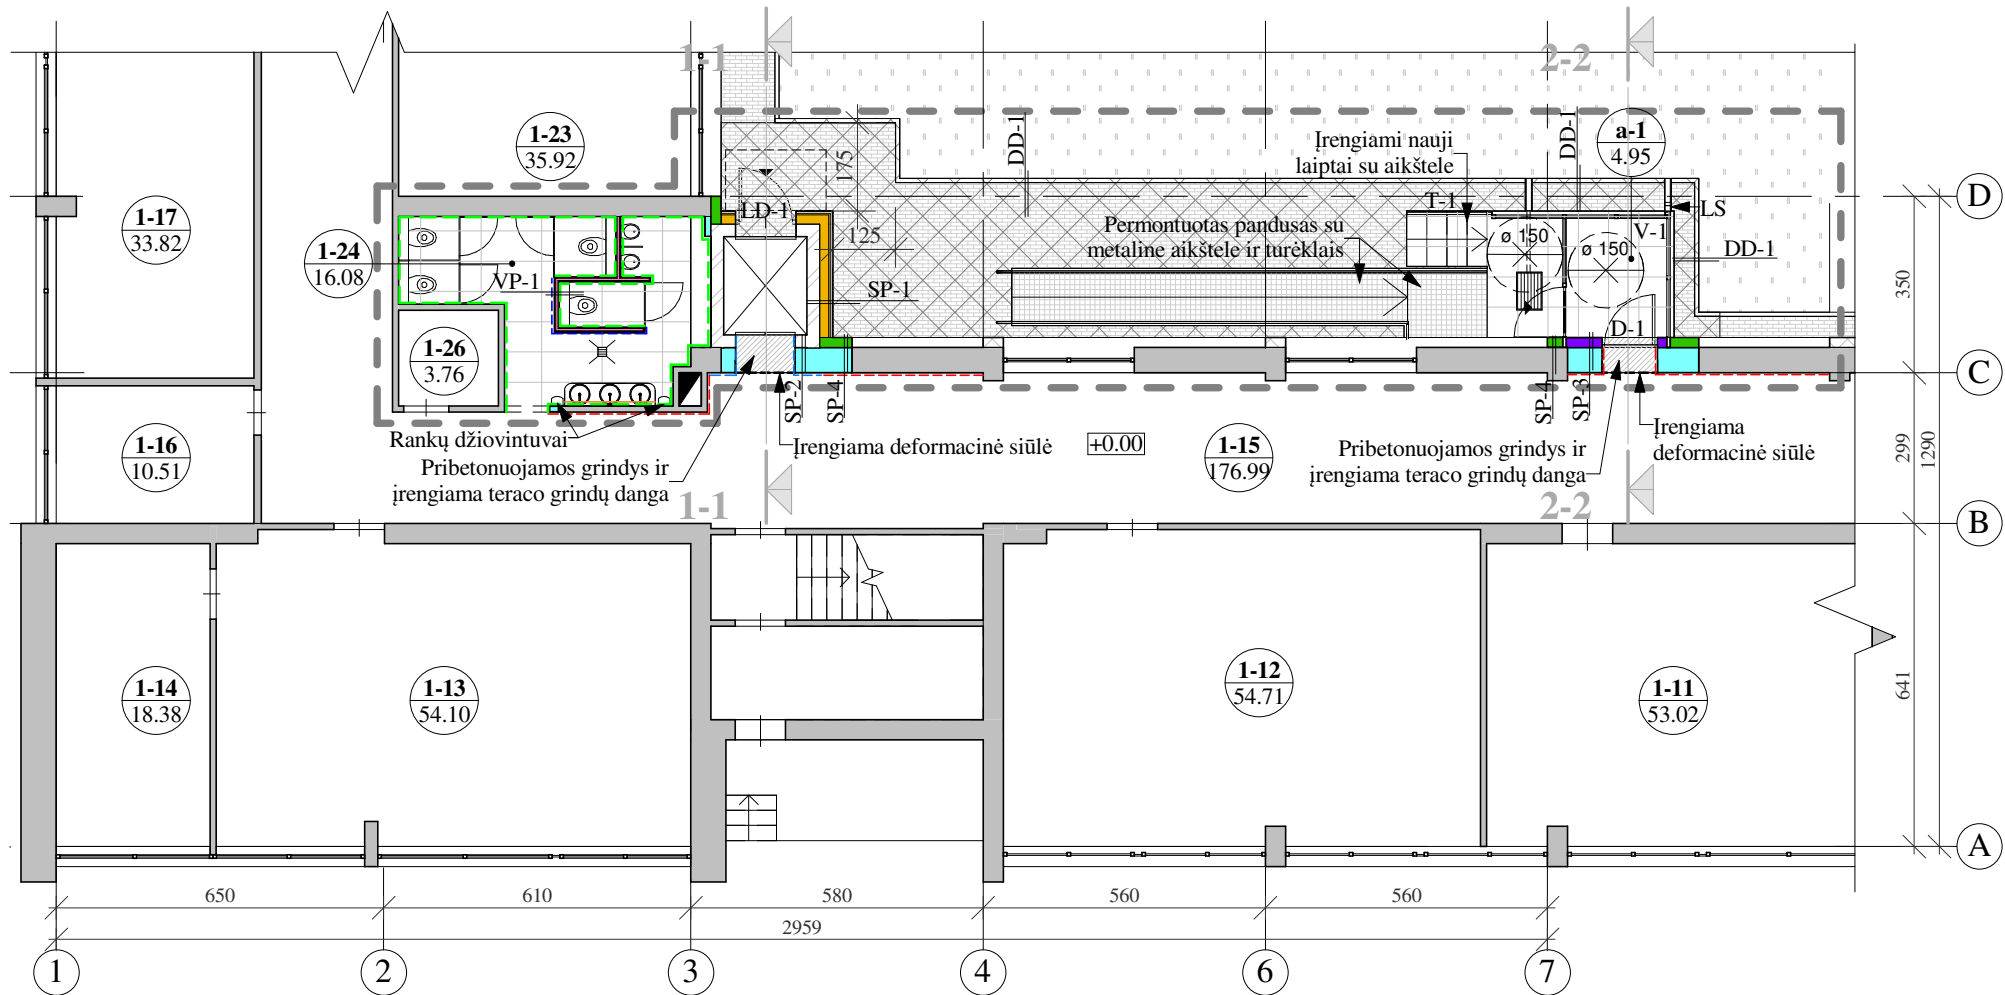 1-1
2-2
1-23
35.92
DD-1
DD-1
a-1
4.95
Įrengiami nauji
laiptai su aikštele
175
1-17
33.82
LD-1
T-1
LS
D
Permontuotas pandusas su
metaline aikštele ir turėklais
125
ø 150
ø 150
V-1
DD-1
1-24
16.08
VP-1
SP-1
350
1-26
3.76
D-1
C
SP-2
SP-4
SP-4
SP-3
Rankų džiovintuvai
Įrengiama deformacinė siūlė
+0.00
Pribetonuojamos grindys ir
įrengiama teraco grindų danga
1-16
10.51
1-15
176.99
Pribetonuojamos grindys ir
įrengiama teraco grindų danga
Įrengiama
deformacinė siūlė
299
1290
1-1
2-2
B
1-14
18.38
1-13
54.10
1-12
54.71
1-11
53.02
641
A
650
610
580
560
560
2959
1
2
3
4
6
7